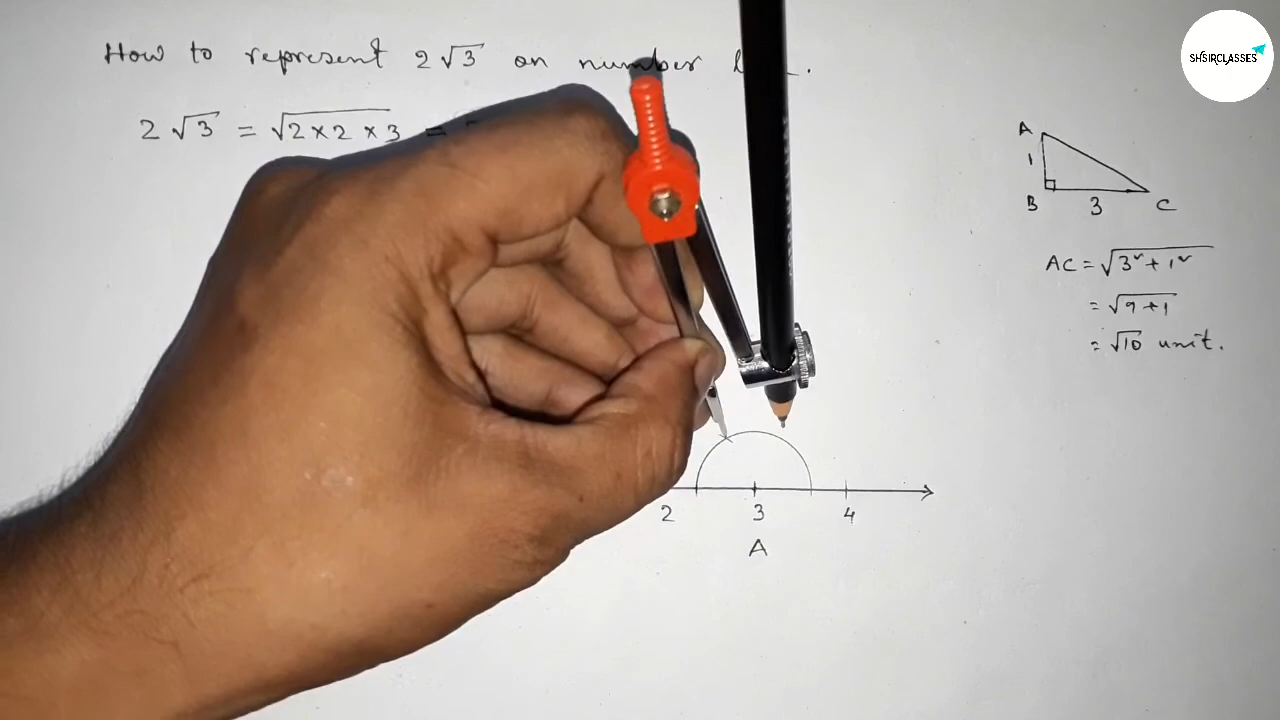 How to represent 2√3 on number
2√3 = √2×2×3 =
SHSIRCLASSES
A
1
B 3 C
AC = √3²+1²
= √9+1
= √10 unit.
2 3 4
A